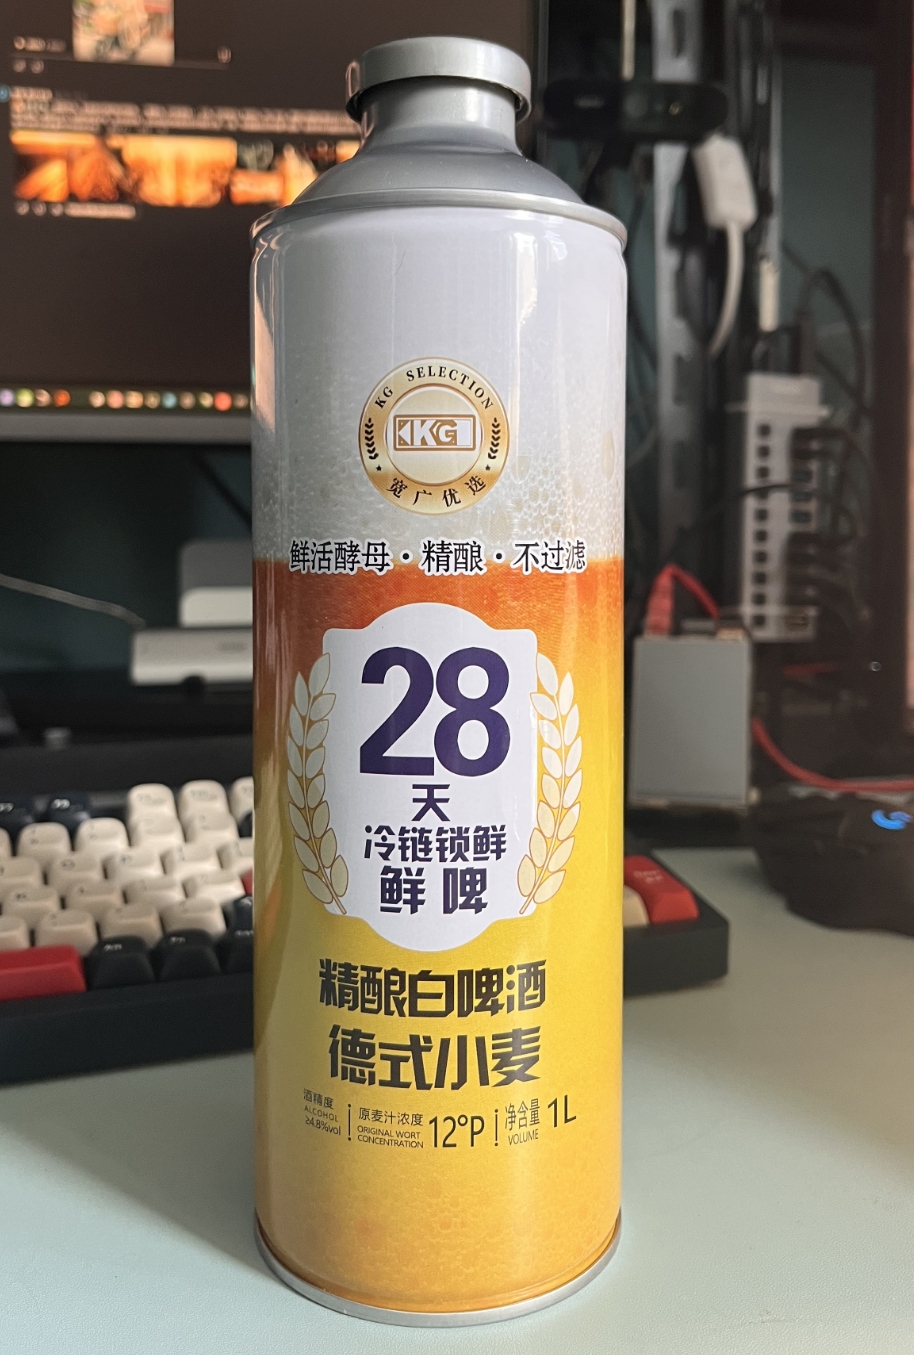 KG SELECTION
KG
宽广优选
鲜活酵母·精酿·不过滤
28
天
冷链锁鲜
鲜啤
精酿白啤酒
德式小麦
酒精度
ALCOHOL
≥4.8%vol
原麦汁浓度
ORIGINAL WORT
CONCENTRATION
12°P
净含量
VOLUME
1L